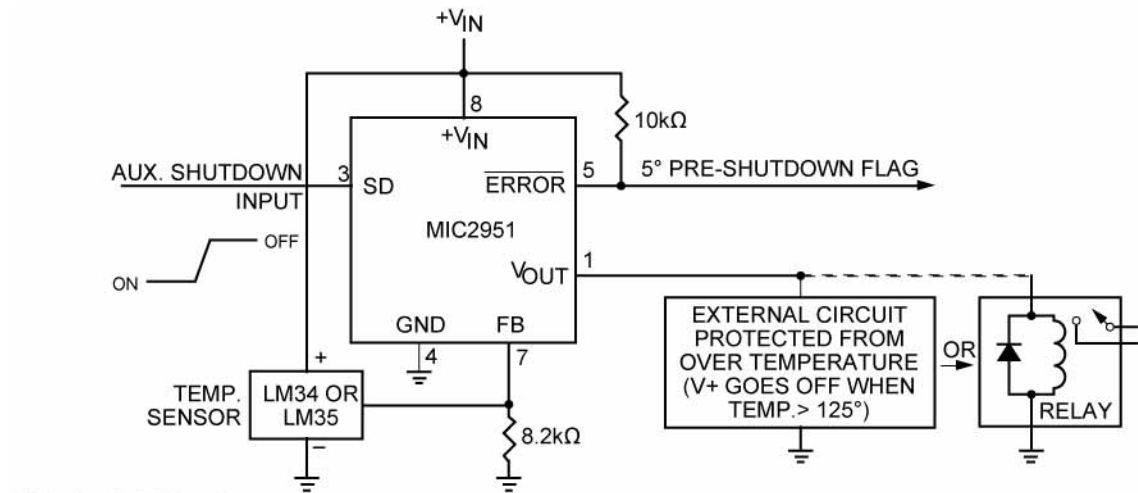 +VIN
8
+VIN
10kΩ
AUX. SHUTDOWN
INPUT
3
SD
ERROR
5
5° PRE-SHUTDOWN FLAG
MIC2951
OFF
ON
VOUT
1
GND
FB
4
7
EXTERNAL CIRCUIT
PROTECTED FROM
OVER TEMPERATURE
(V+ GOES OFF WHEN
TEMP.> 125°)
OR
RELAY
+
TEMP.
SENSOR
LM34 OR
LM35
–
8.2kΩ